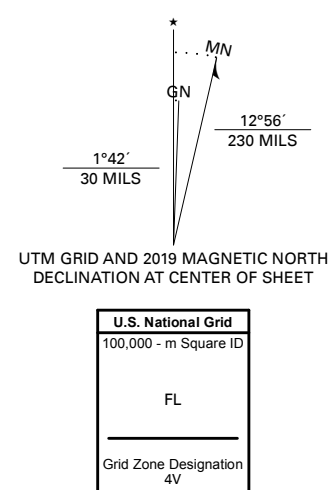 ★
MN
GN
12°56´
230 MILS
1°42´
30 MILS
UTM GRID AND 2019 MAGNETIC NORTH
DECLINATION AT CENTER OF SHEET
U.S. National Grid
100,000 - m Square ID
FL
Grid Zone Designation
4V